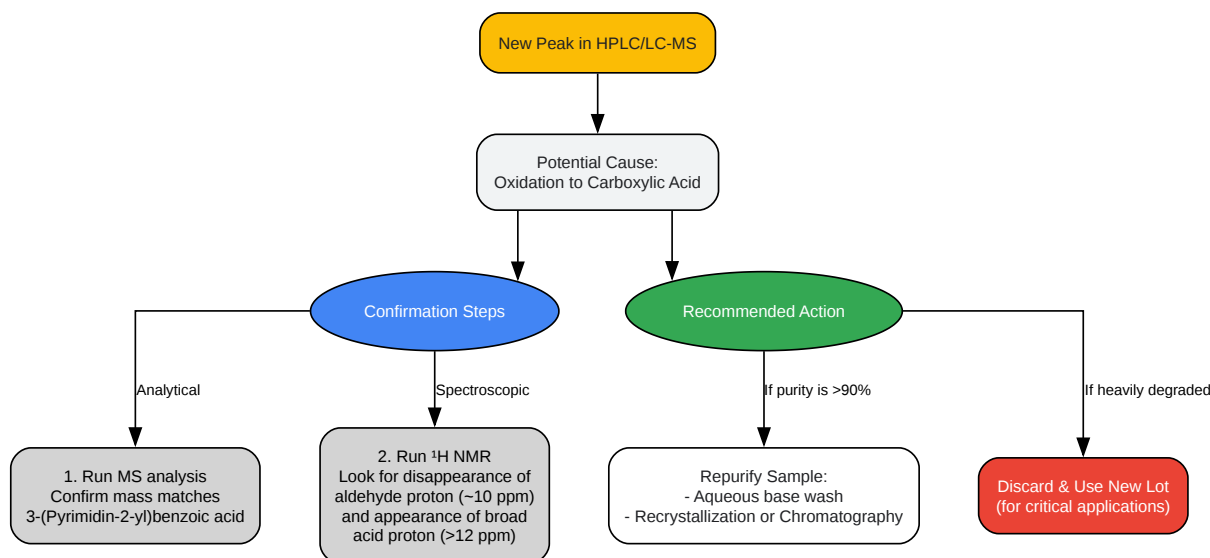 New Peak in HPLC/LC-MS
Potential Cause:
Oxidation to Carboxylic Acid
Confirmation Steps
Recommended Action
Analytical
Spectroscopic
If purity is >90%
If heavily degraded
1. Run MS analysis
Confirm mass matches
3-(Pyrimidin-2-yl)benzoic acid
2. Run ¹H NMR
Look for disappearance of
aldehyde proton (~10 ppm)
and appearance of broad
acid proton (>12 ppm)
Repurify Sample:
- Aqueous base wash
- Recrystallization or Chromatography
Discard & Use New Lot
(for critical applications)